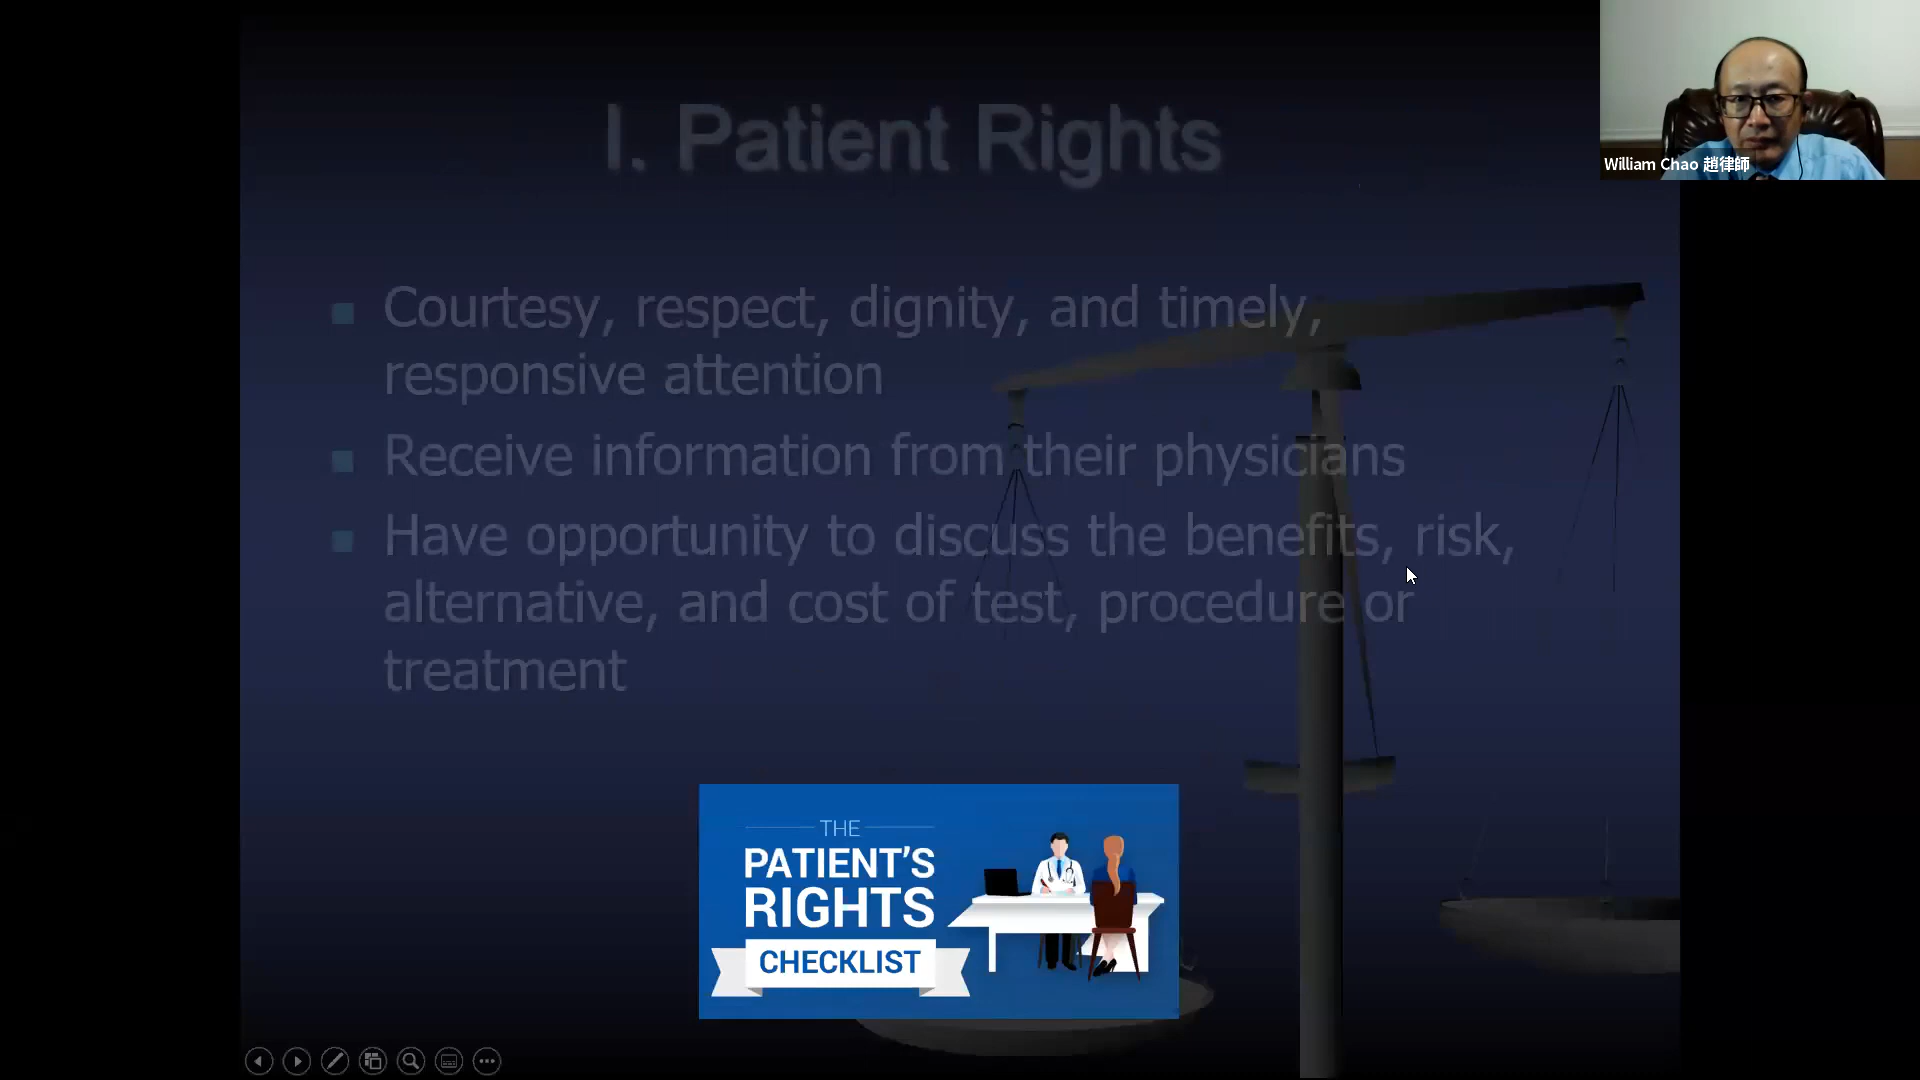 I. Patient Rights
William Chao 趙律師
Courtesy, respect, dignity, and timely,
responsive attention
Receive information from their physicians
Have opportunity to discuss the benefits, risk,
alternative, and cost of test, procedure or
treatment
THE
PATIENT'S
RIGHTS
CHECKLIST